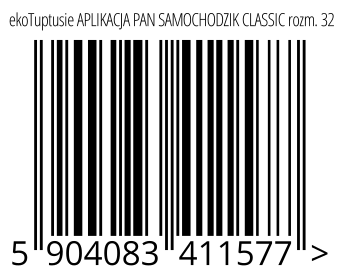 ekoTuptusie APLIKACJA PAN SAMOCHODZIK CLASSIC rozm. 32
5 904083 411577 >